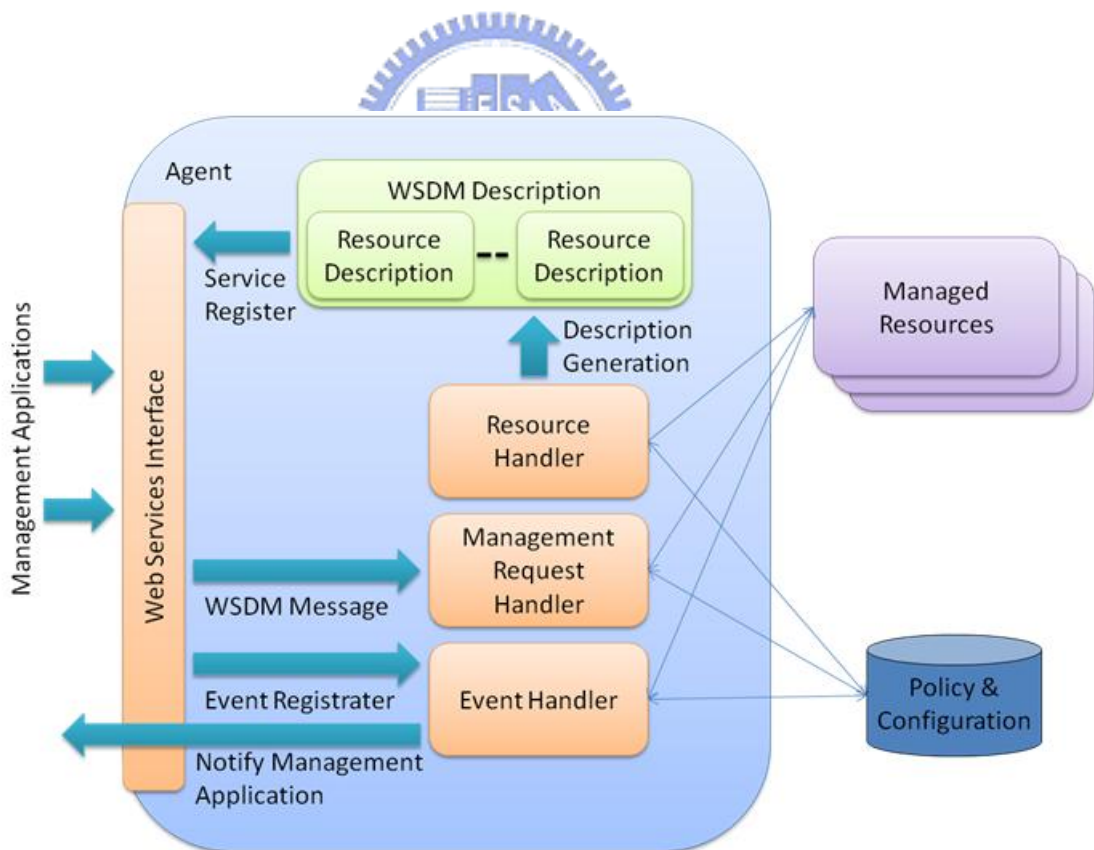 Agent
WSDM Description
Resource
Description
--
Resource
Description
Service
Register
Description
Generation
Managed
Resources
Management Applications
Web Services Interface
Resource
Handler
Management
Request
Handler
WSDM Message
Event Registrater
Event Handler
Notify Management
Application
Policy &
Configuration